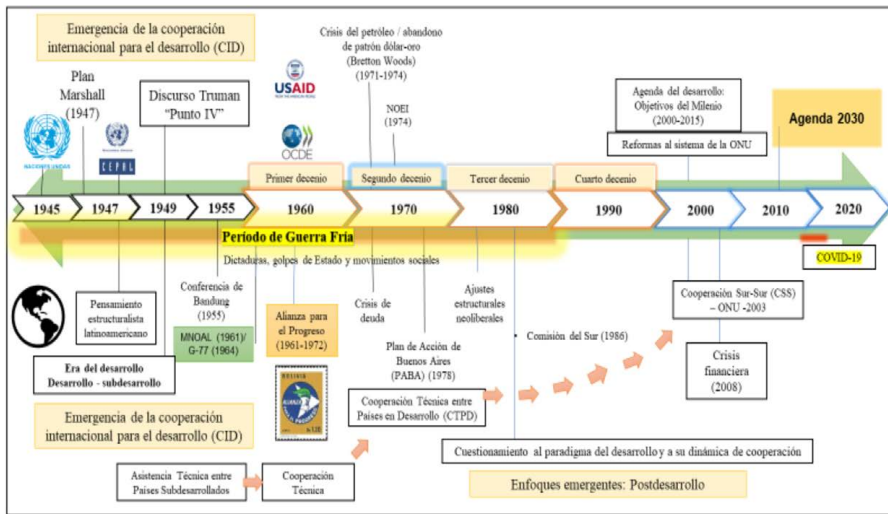 Emergencia de la cooperación
internacional para el desarrollo (CID)
Plan
Marshall
(1947)
Discurso Truman
"Punto IV"
NACIONES UNIDAS
CEPAL
USAID
OCDE
Crisis del petróleo / abandono
de patrón dólar-oro
(Bretton Woods)
(1971-1974)
NOEI
(1974)
Agenda del desarrollo:
Objetivos del Milenio
(2000-2015)
Reformas al sistema de la ONU
Agenda 2030
Primer decenio
Segundo decenio
Tercer decenio
Cuarto decenio
1945
1947
1949
1955
1960
1970
1980
1990
2000
2010
2020
Período de Guerra Fría
Dictaduras, golpes de Estado y movimientos sociales
COVID-19
Pensamiento
estructuralista
latinoamericano
Era del desarrollo
Desarrollo - subdesarrollo
Conferencia de
Bandung
(1955)
MNOAL (1961)/
G-77 (1964)
Alianza para
el Progreso
(1961-1972)
Crisis de
deuda
Plan de Acción de
Buenos Aires
(PABA) (1978)
Ajustes
estructurales
neoliberales
• Comisión del Sur (1986)
Cooperación Sur-Sur (CSS)
– ONU -2003
Crisis
financiera
(2008)
Emergencia de la cooperación
internacional para el desarrollo (CID)
Cooperación Técnica entre
Países en Desarrollo (CTPD)
Cuestionamiento al paradigma del desarrollo y a su dinámica de cooperación
Asistencia Técnica entre
Países Subdesarrollados
Cooperación
Técnica
Enfoques emergentes: Postdesarrollo